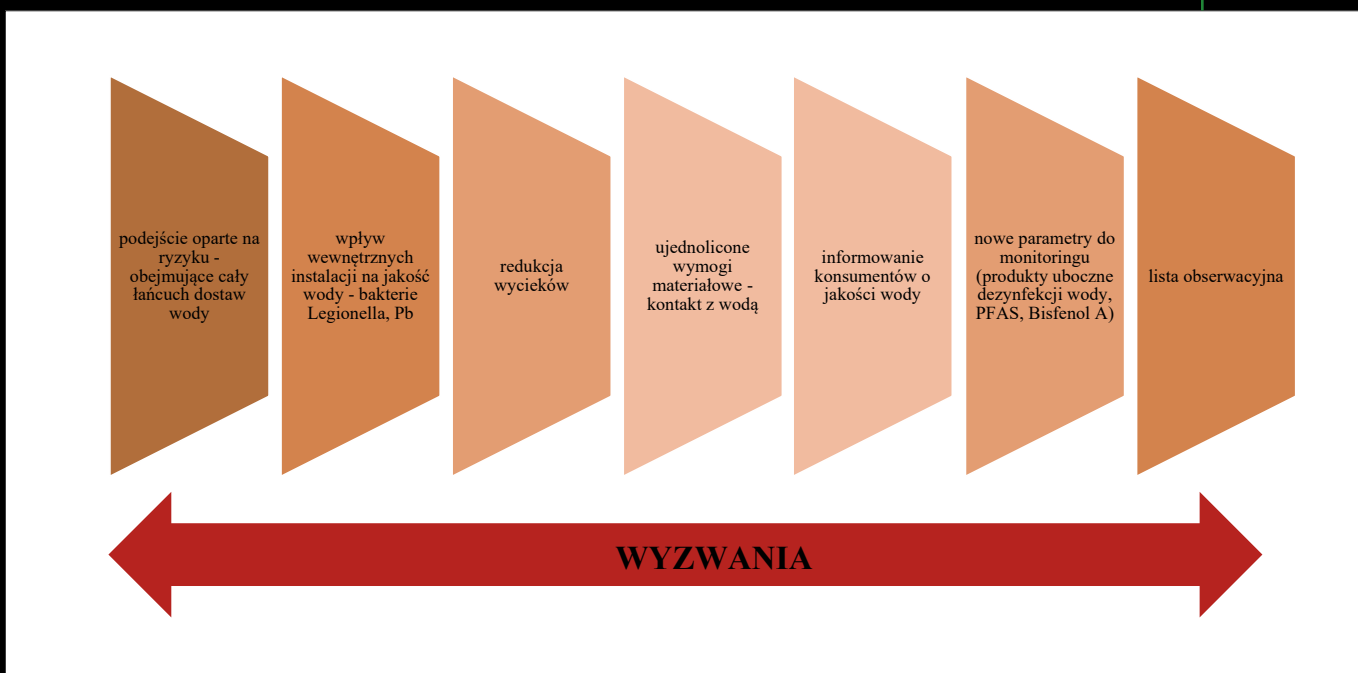 podejście oparte na
ryzyku -
obejmujące cały
łańcuch dostaw
wody
wpływ
wewnętrznych
instalacji na jakość
wody - bakterie
Legionella, Pb
redukcja
wycieków
ujednolicone
wymogi
materiałowe -
kontakt z wodą
informowanie
konsumentów o
jakości wody
nowe parametry do
monitoringu
(produkty uboczne
dezynfekcji wody,
PFAS, Bisfenol A)
lista obserwacyjna
WYZWANIA